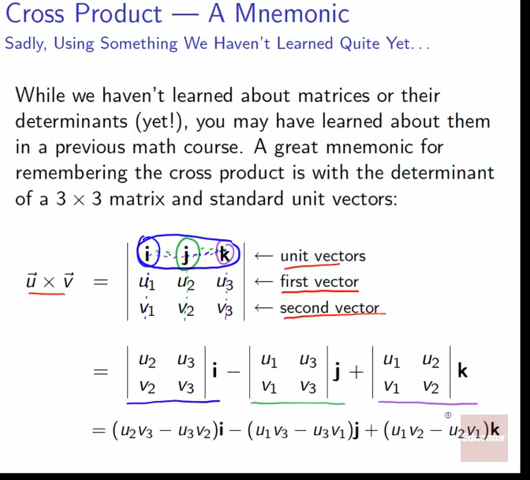 Cross Product — A Mnemonic
Sadly, Using Something We Haven't Learned Quite Yet...
While we haven't learned about matrices or their
determinants (yet!), you may have learned about them
in a previous math course. A great mnemonic for
remembering the cross product is with the determinant
of a 3 × 3 matrix and standard unit vectors:
i j k ← unit vectors
u⃗ × v⃗ = | u₁ u₂ u₃ | ← first vector
v₁ v₂ v₃ ← second vector
= | u₂ u₃ | i − | u₁ u₃ | j + | u₁ u₂ | k
v₂ v₃ v₁ v₃ v₁ v₂
= (u₂v₃ − u₃v₂)i − (u₁v₃ − u₃v₁)j + (u₁v₂ − u₂v₁)k